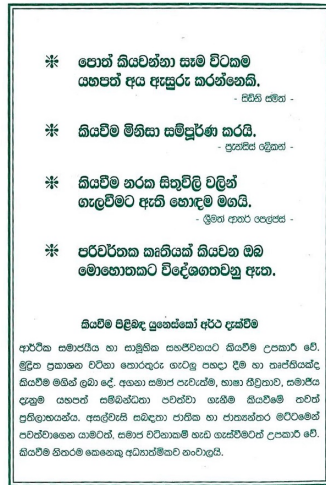 පොත් කියවන්නා සෑම විටකම
යහපත් අය ඇසුරු කරන්නෙකි.
- සිඩ්නි ස්මිත් -
කියවීම මිනිසා සම්පූර්ණ කරයි.
- ප්‍රැන්සිස් බේකන් -
කියවීම නරක සිතුවිලි වලින්
ගැලවීමට ඇති හොඳම මගයි.
- ශ්‍රීමත් ආතර් හෙල්ප්ස් -
පරිවර්තක කෘතියක් කියවන ඔබ
මොහොතකට විදේශගතවනු ඇත.
කියවීම පිළිබඳ යුනෙස්කෝ අර්ථ දැක්වීම
ආර්ථික සමාජයීය හා සාමූහික සහජීවනයට කියවීම උපකාරී වේ.
මුද්‍රිත ප්‍රකාශන වටිනා තොරතුරු ගැටලු පහදා දීම හා තෘප්තියක්ද
කියවීම මගින් ලබා දේ. අගනා සමාජ පැවැත්ම, භාෂා තීව්‍රතාව, සමාජීය
දැනුම යහපත් සම්බන්ධතා පවත්වා ගැනීම කියවීමේ තවත්
ප්‍රතිලාභයන්ය. අසල්වැසි සබඳතා ජාතික හා ජාත්‍යන්තර මට්ටමෙන්
පවත්වාගෙන යාමටත්, සමාජ වටිනාකම් හැඩ ගැස්වීමටත් උපකාරී වේ.
කියවීම නිතරම කෙනෙකු අධ්‍යාත්මිකව නංවාලයි.